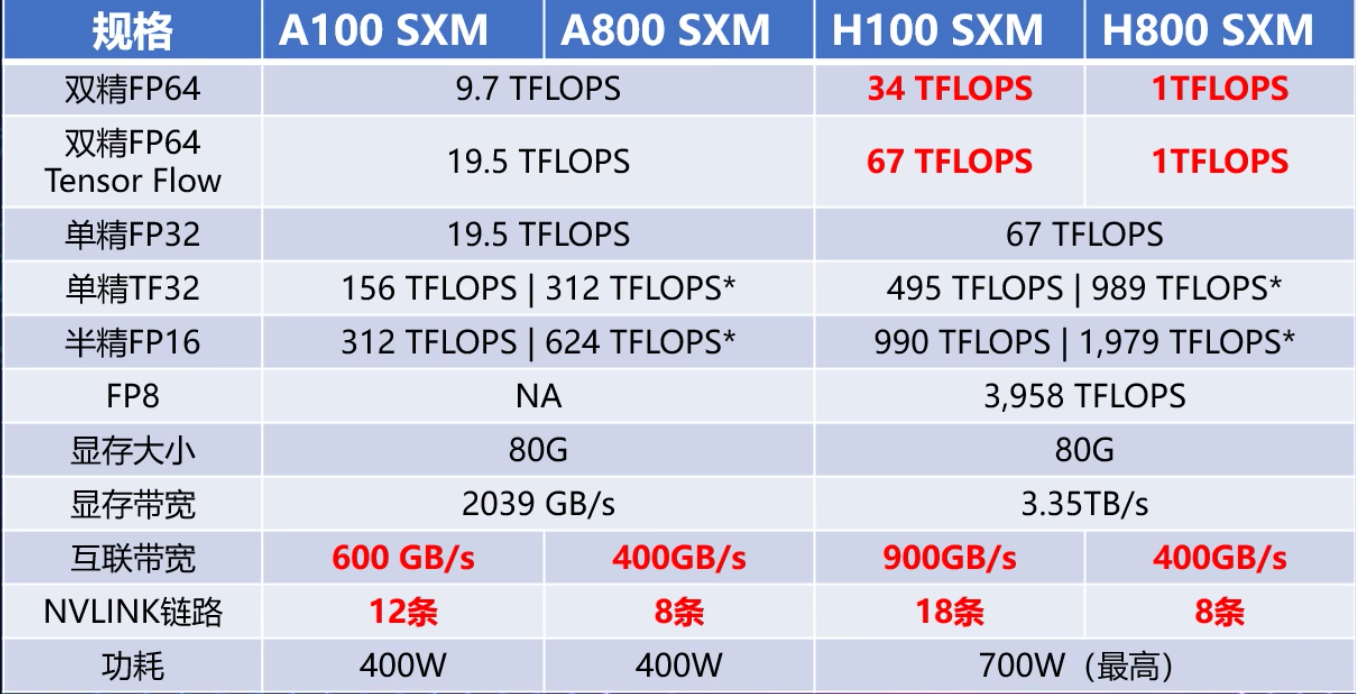 规格 A100 SXM A800 SXM H100 SXM H800 SXM
双精FP64 9.7 TFLOPS 34 TFLOPS 1TFLOPS
双精FP64
Tensor Flow 19.5 TFLOPS 67 TFLOPS 1TFLOPS
单精FP32 19.5 TFLOPS 67 TFLOPS
单精TF32 156 TFLOPS | 312 TFLOPS* 495 TFLOPS | 989 TFLOPS*
半精FP16 312 TFLOPS | 624 TFLOPS* 990 TFLOPS | 1,979 TFLOPS*
FP8 NA 3,958 TFLOPS
显存大小 80G 80G
显存带宽 2039 GB/s 3.35TB/s
互联带宽 600 GB/s 400GB/s 900GB/s 400GB/s
NVLINK链路 12条 8条 18条 8条
功耗 400W 400W 700W（最高）